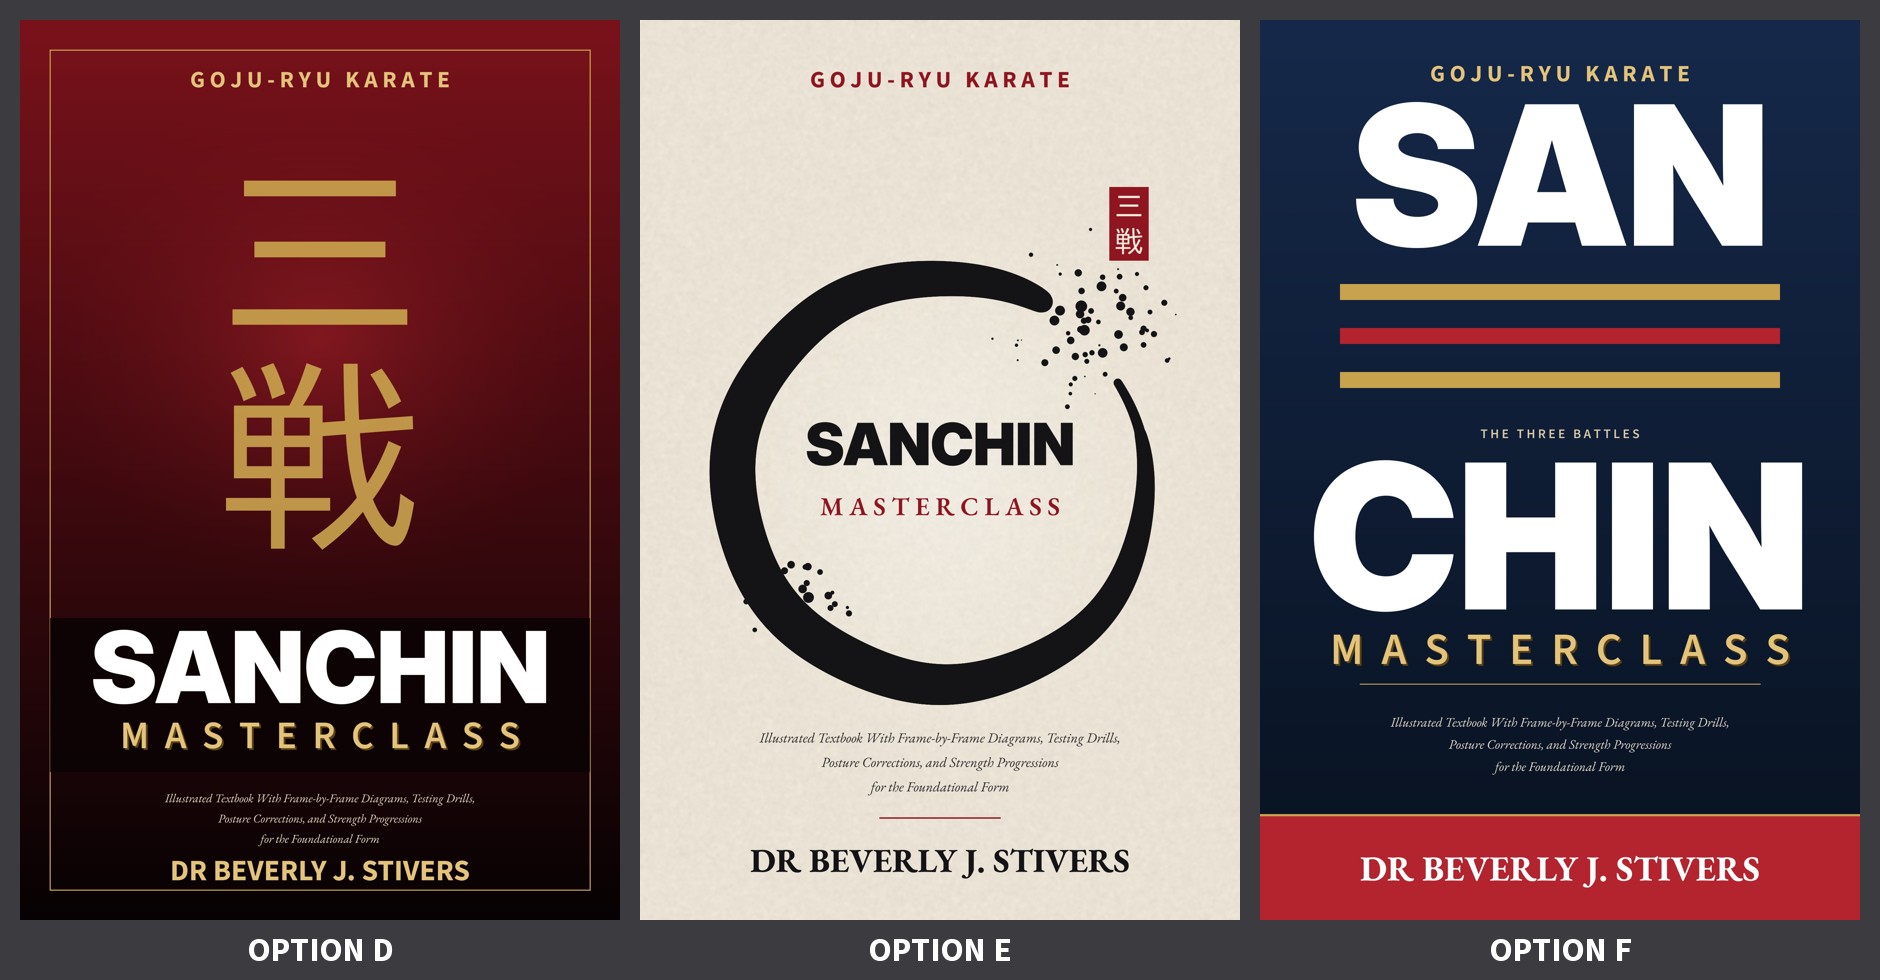 GOJU-RYU KARATE
三
戦
SANCHIN
MASTERCLASS
Illustrated Textbook With Frame-by-Frame Diagrams, Testing Drills,
Posture Corrections, and Strength Progressions
for the Foundational Form
DR BEVERLY J. STIVERS
OPTION D
GOJU-RYU KARATE
三
戦
SANCHIN
MASTERCLASS
Illustrated Textbook With Frame-by-Frame Diagrams, Testing Drills,
Posture Corrections, and Strength Progressions
for the Foundational Form
DR BEVERLY J. STIVERS
OPTION E
GOJU-RYU KARATE
SAN
THE THREE BATTLES
CHIN
MASTERCLASS
Illustrated Textbook With Frame-by-Frame Diagrams, Testing Drills,
Posture Corrections, and Strength Progressions
for the Foundational Form
DR BEVERLY J. STIVERS
OPTION F